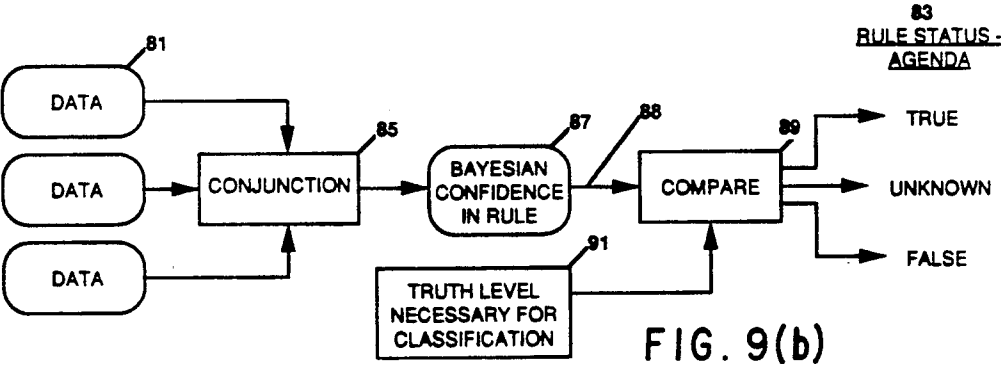 83
RULE STATUS -
AGENDA
81
DATA
DATA
DATA
85
CONJUNCTION
87
BAYESIAN
CONFIDENCE
IN RULE
88
89
COMPARE
TRUE
UNKNOWN
FALSE
91
TRUTH LEVEL
NECESSARY FOR
CLASSIFICATION
FIG. 9(b)